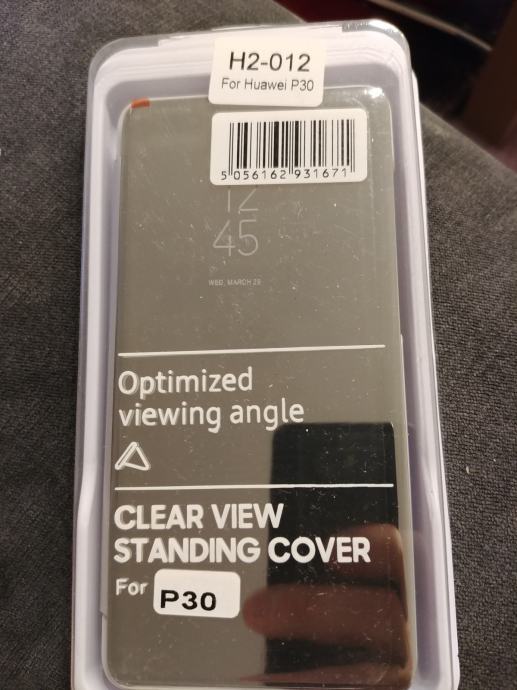 H2-012
For Huawei P30
5 056162 931671
12
45
WED, MARCH 29
Optimized
viewing angle
CLEAR VIEW
STANDING COVER
For P30